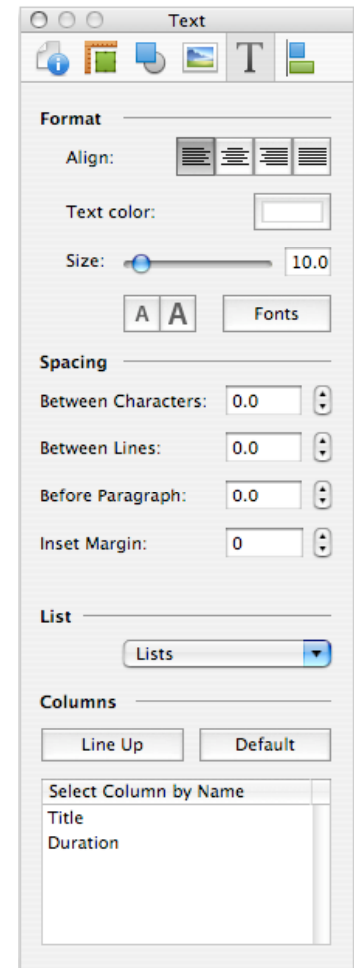 Text
T
Format
Align:
Text color:
Size: 10.0
A A Fonts
Spacing
Between Characters: 0.0
Between Lines: 0.0
Before Paragraph: 0.0
Inset Margin: 0
List
Lists
Columns
Line Up Default
Select Column by Name
Title
Duration